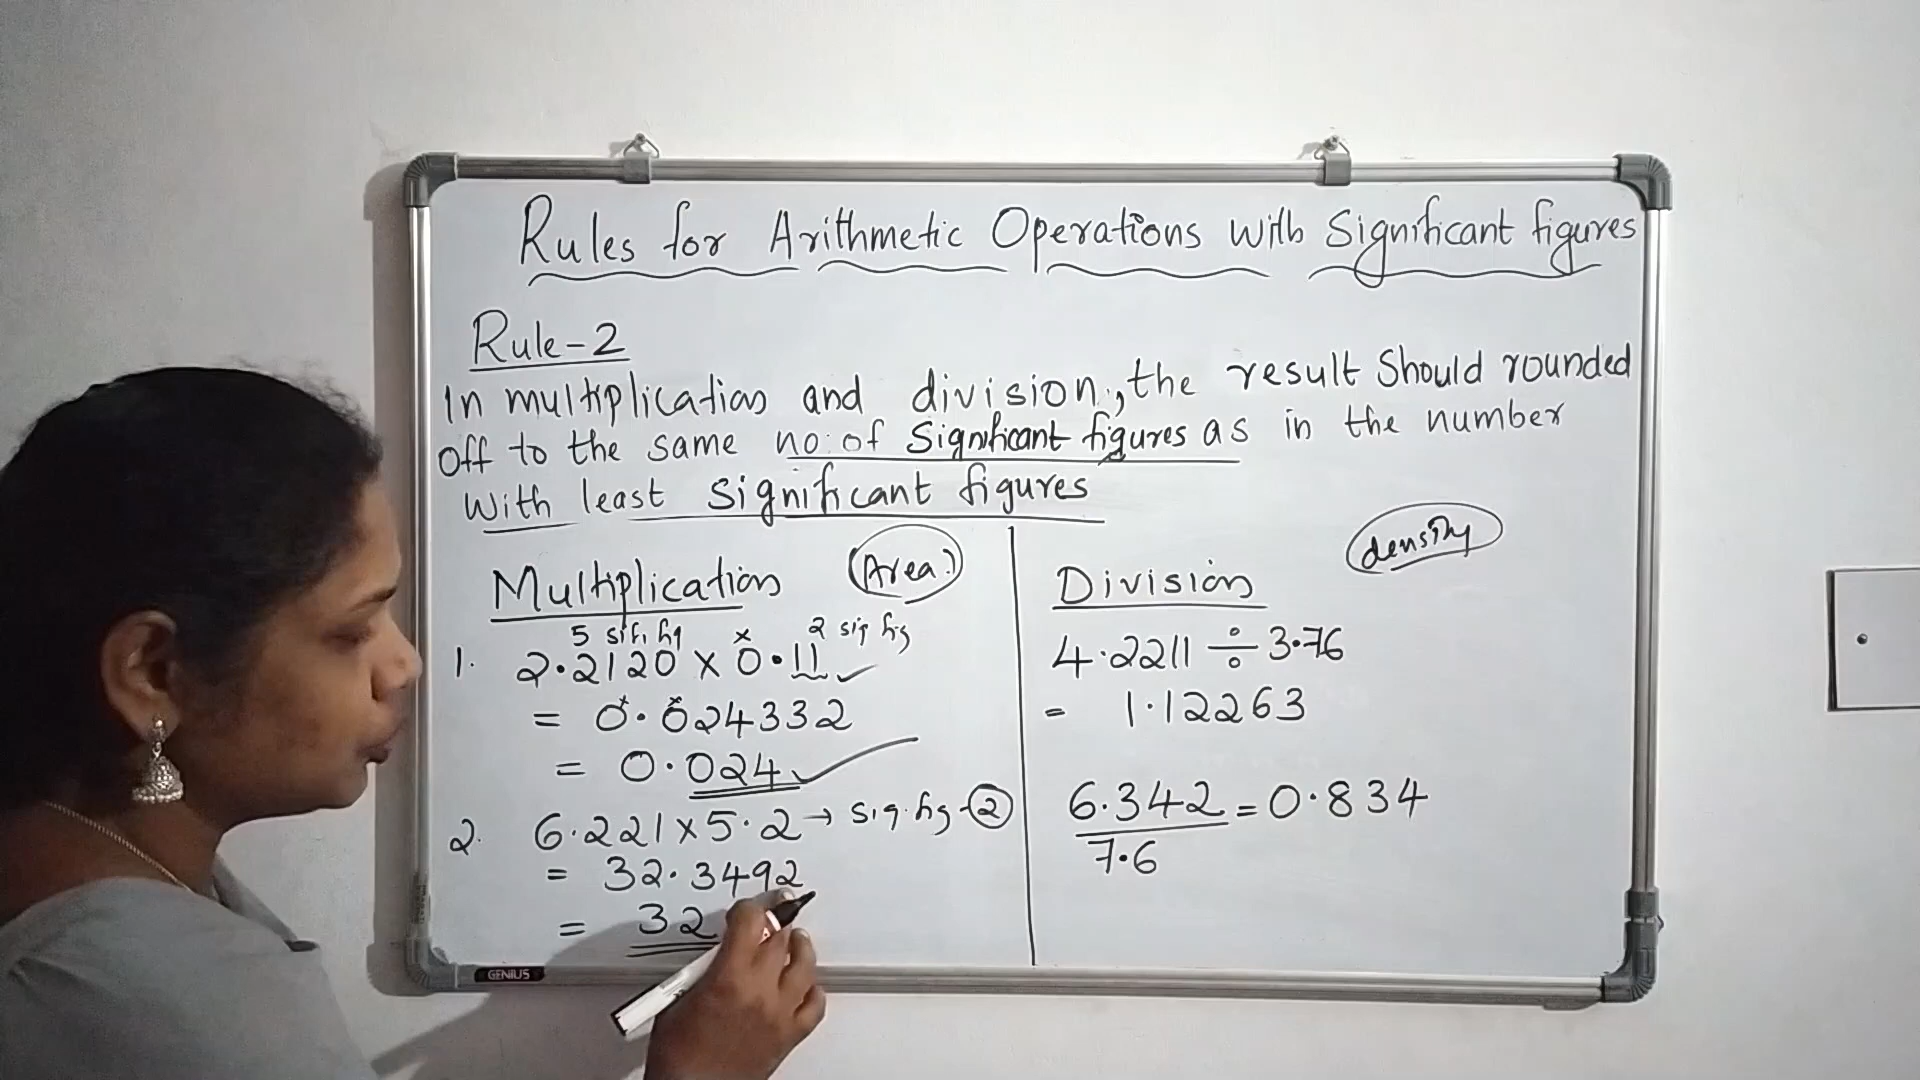 Rules for Arithmetic Operations with Significant figures
Rule-2
In multiplication and division, the result Should rounded
off to the same no. of Significant figures as in the number
With least Significant figures
Multiplication (Area)
5 sig. fig × 2 sig fig
1. 2.2120 × 0.11 ✓
= 0.024332
= 0.024 ✓
2. 6.221 × 5.2 → sig. fig - 2
= 32.3492
= 32
density
Division
4.2211 ÷ 3.76
= 1.12263
6.342 = 0.834
7.6
GENIUS